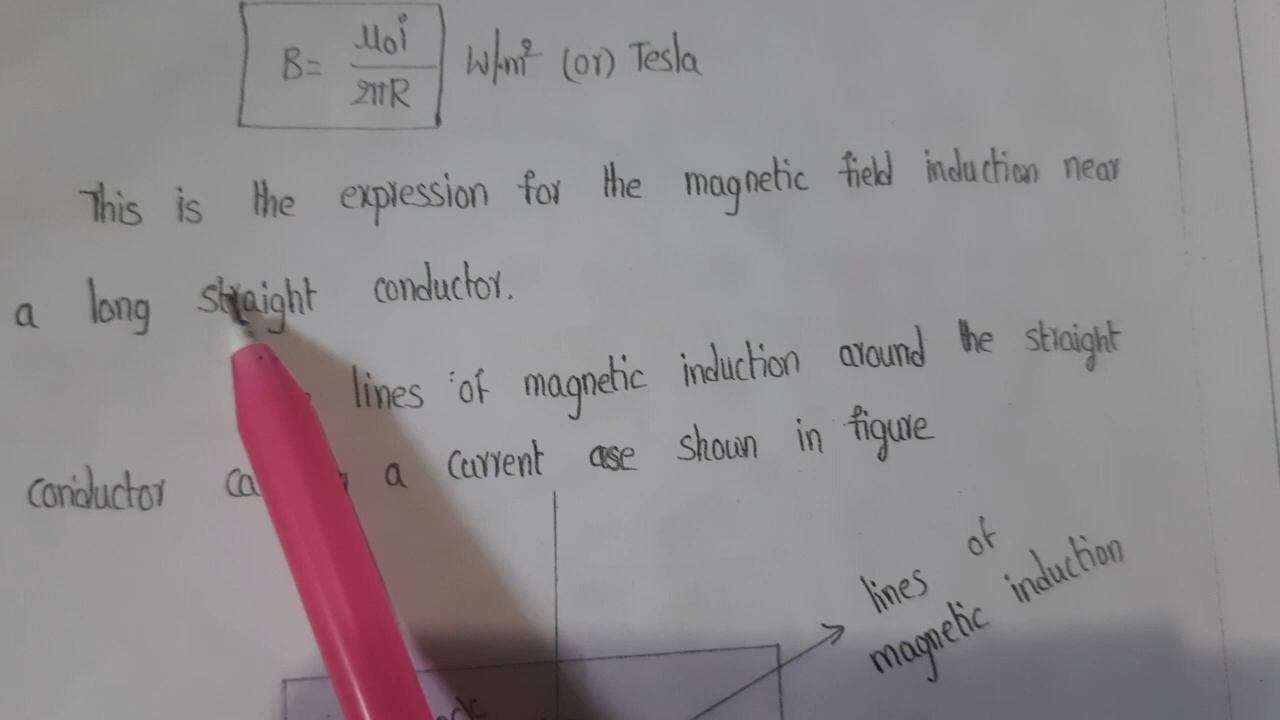 B= μ₀i/2πR W/m² (or) Tesla
This is the expression for the magnetic field induction near
a long straight conductor.
lines of magnetic induction around the straight
conductor a current ase shown in figure
lines of
magnetic induction